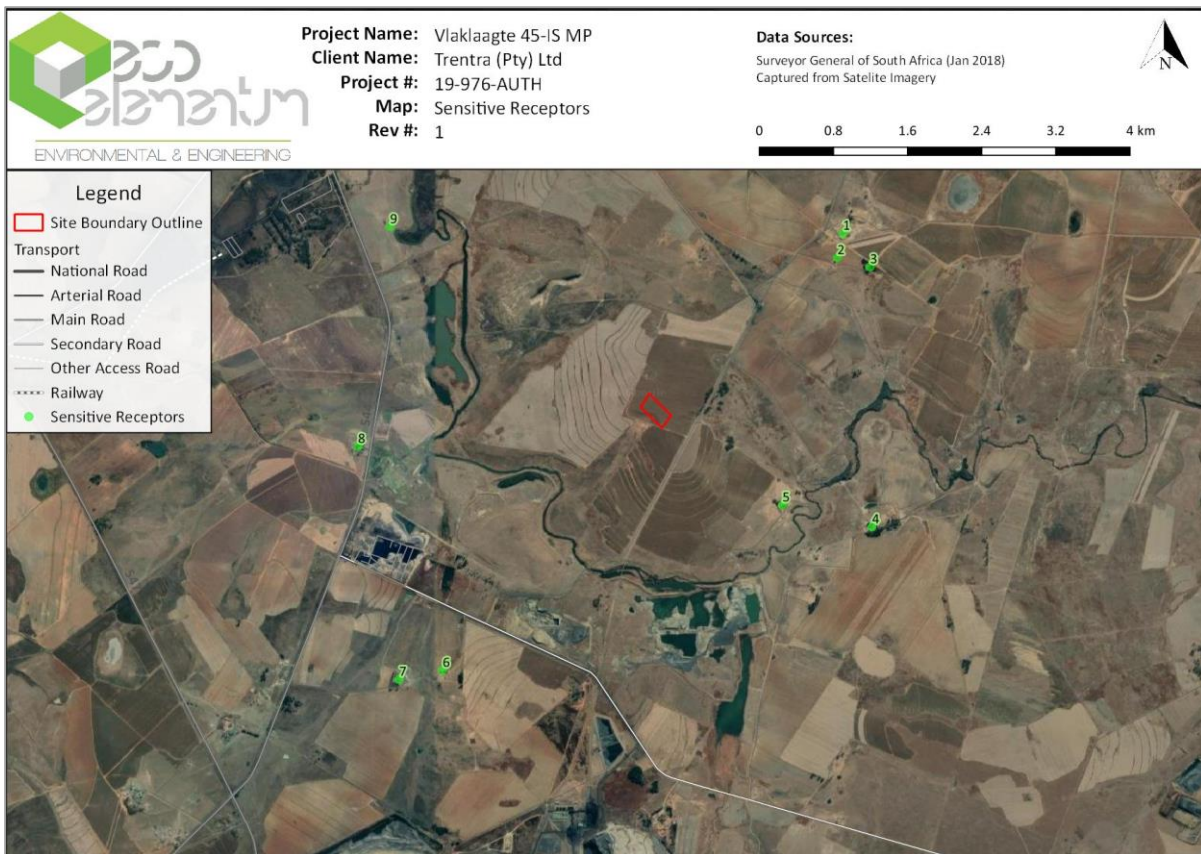 eco
elementum
ENVIRONMENTAL & ENGINEERING
Project Name: Vlaklaagte 45-IS MP
Client Name: Trentra (Pty) Ltd
Project #: 19-976-AUTH
Map: Sensitive Receptors
Rev #: 1
Data Sources:
Surveyor General of South Africa (Jan 2018)
Captured from Satelite Imagery
N
0 0.8 1.6 2.4 3.2 4 km
Legend
Site Boundary Outline
Transport
National Road
Arterial Road
Main Road
Secondary Road
Other Access Road
Railway
Sensitive Receptors
9
1
2
3
8
5
4
6
7